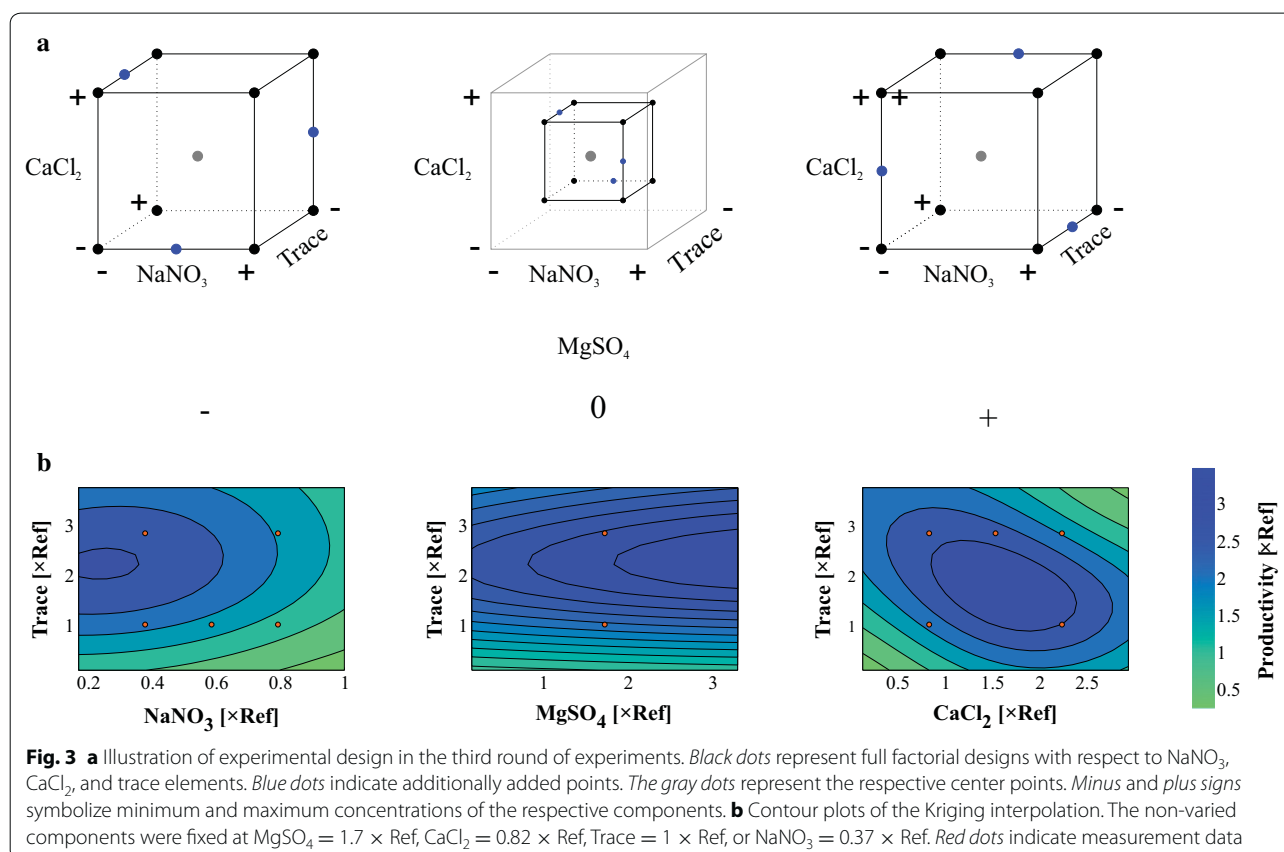 a
+ + + +
CaCl₂ CaCl₂ CaCl₂
+ - - +  -
- - -
- + - + - +
NaNO₃ Trace NaNO₃ Trace NaNO₃ Trace
MgSO₄
- 0 +
b
Trace [×Ref] 3 2 1
0.2 0.4 0.6 0.8 1
NaNO₃ [×Ref]
Trace [×Ref] 3 2 1
1 2 3
MgSO₄ [×Ref]
Trace [×Ref] 3 2 1
0.5 1 1.5 2 2.5
CaCl₂ [×Ref]
3 2.5 2 1.5 1 0.5
Productivity [×Ref]
Fig. 3 a Illustration of experimental design in the third round of experiments. Black dots represent full factorial designs with respect to NaNO₃,
CaCl₂, and trace elements. Blue dots indicate additionally added points. The gray dots represent the respective center points. Minus and plus signs
symbolize minimum and maximum concentrations of the respective components. b Contour plots of the Kriging interpolation. The non-varied
components were fixed at MgSO₄ = 1.7 × Ref, CaCl₂ = 0.82 × Ref, Trace = 1 × Ref, or NaNO₃ = 0.37 × Ref. Red dots indicate measurement data